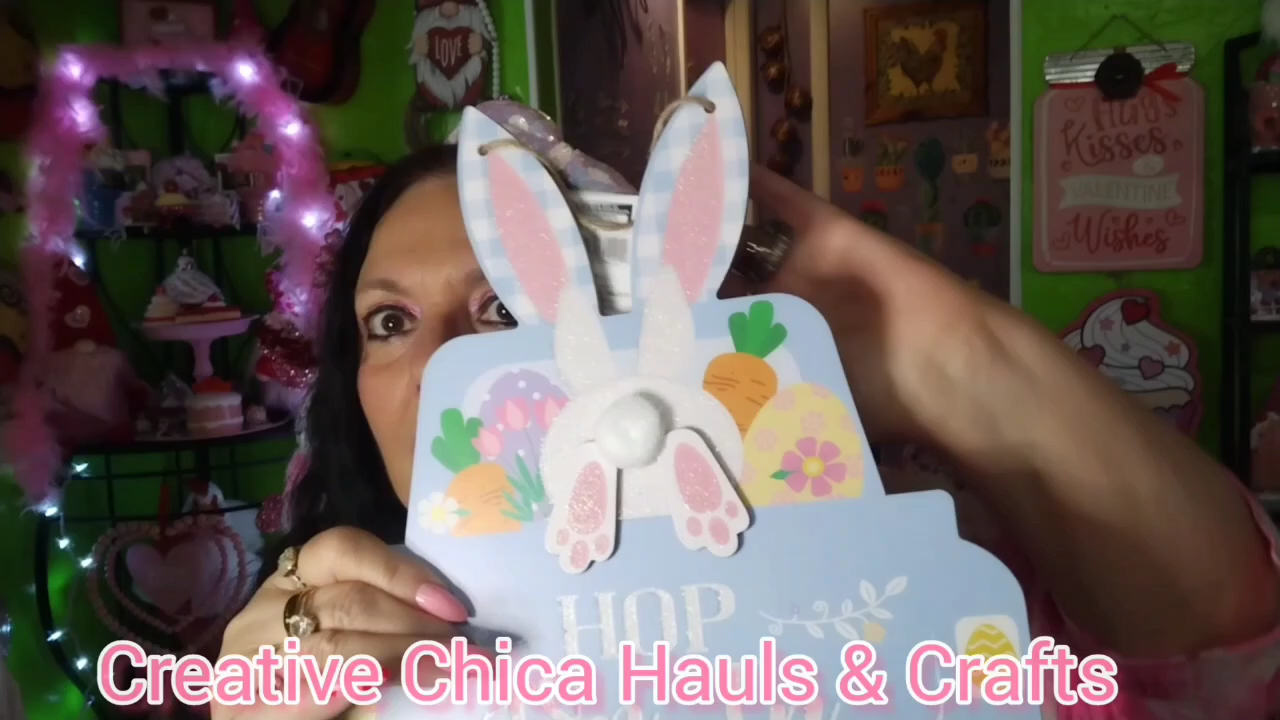 LOVE
Hugs
Kisses
VALENTINE
Wishes
HOP
Creative Chica Hauls & Crafts